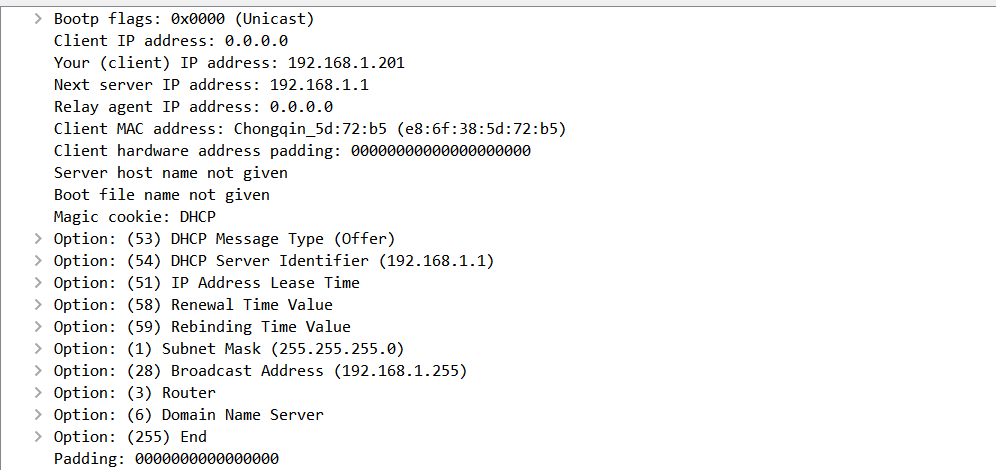 Bootp flags: 0x0000 (Unicast)
Client IP address: 0.0.0.0
Your (client) IP address: 192.168.1.201
Next server IP address: 192.168.1.1
Relay agent IP address: 0.0.0.0
Client MAC address: Chongqin_5d:72:b5 (e8:6f:38:5d:72:b5)
Client hardware address padding: 00000000000000000000
Server host name not given
Boot file name not given
Magic cookie: DHCP
Option: (53) DHCP Message Type (Offer)
Option: (54) DHCP Server Identifier (192.168.1.1)
Option: (51) IP Address Lease Time
Option: (58) Renewal Time Value
Option: (59) Rebinding Time Value
Option: (1) Subnet Mask (255.255.255.0)
Option: (28) Broadcast Address (192.168.1.255)
Option: (3) Router
Option: (6) Domain Name Server
Option: (255) End
Padding: 0000000000000000